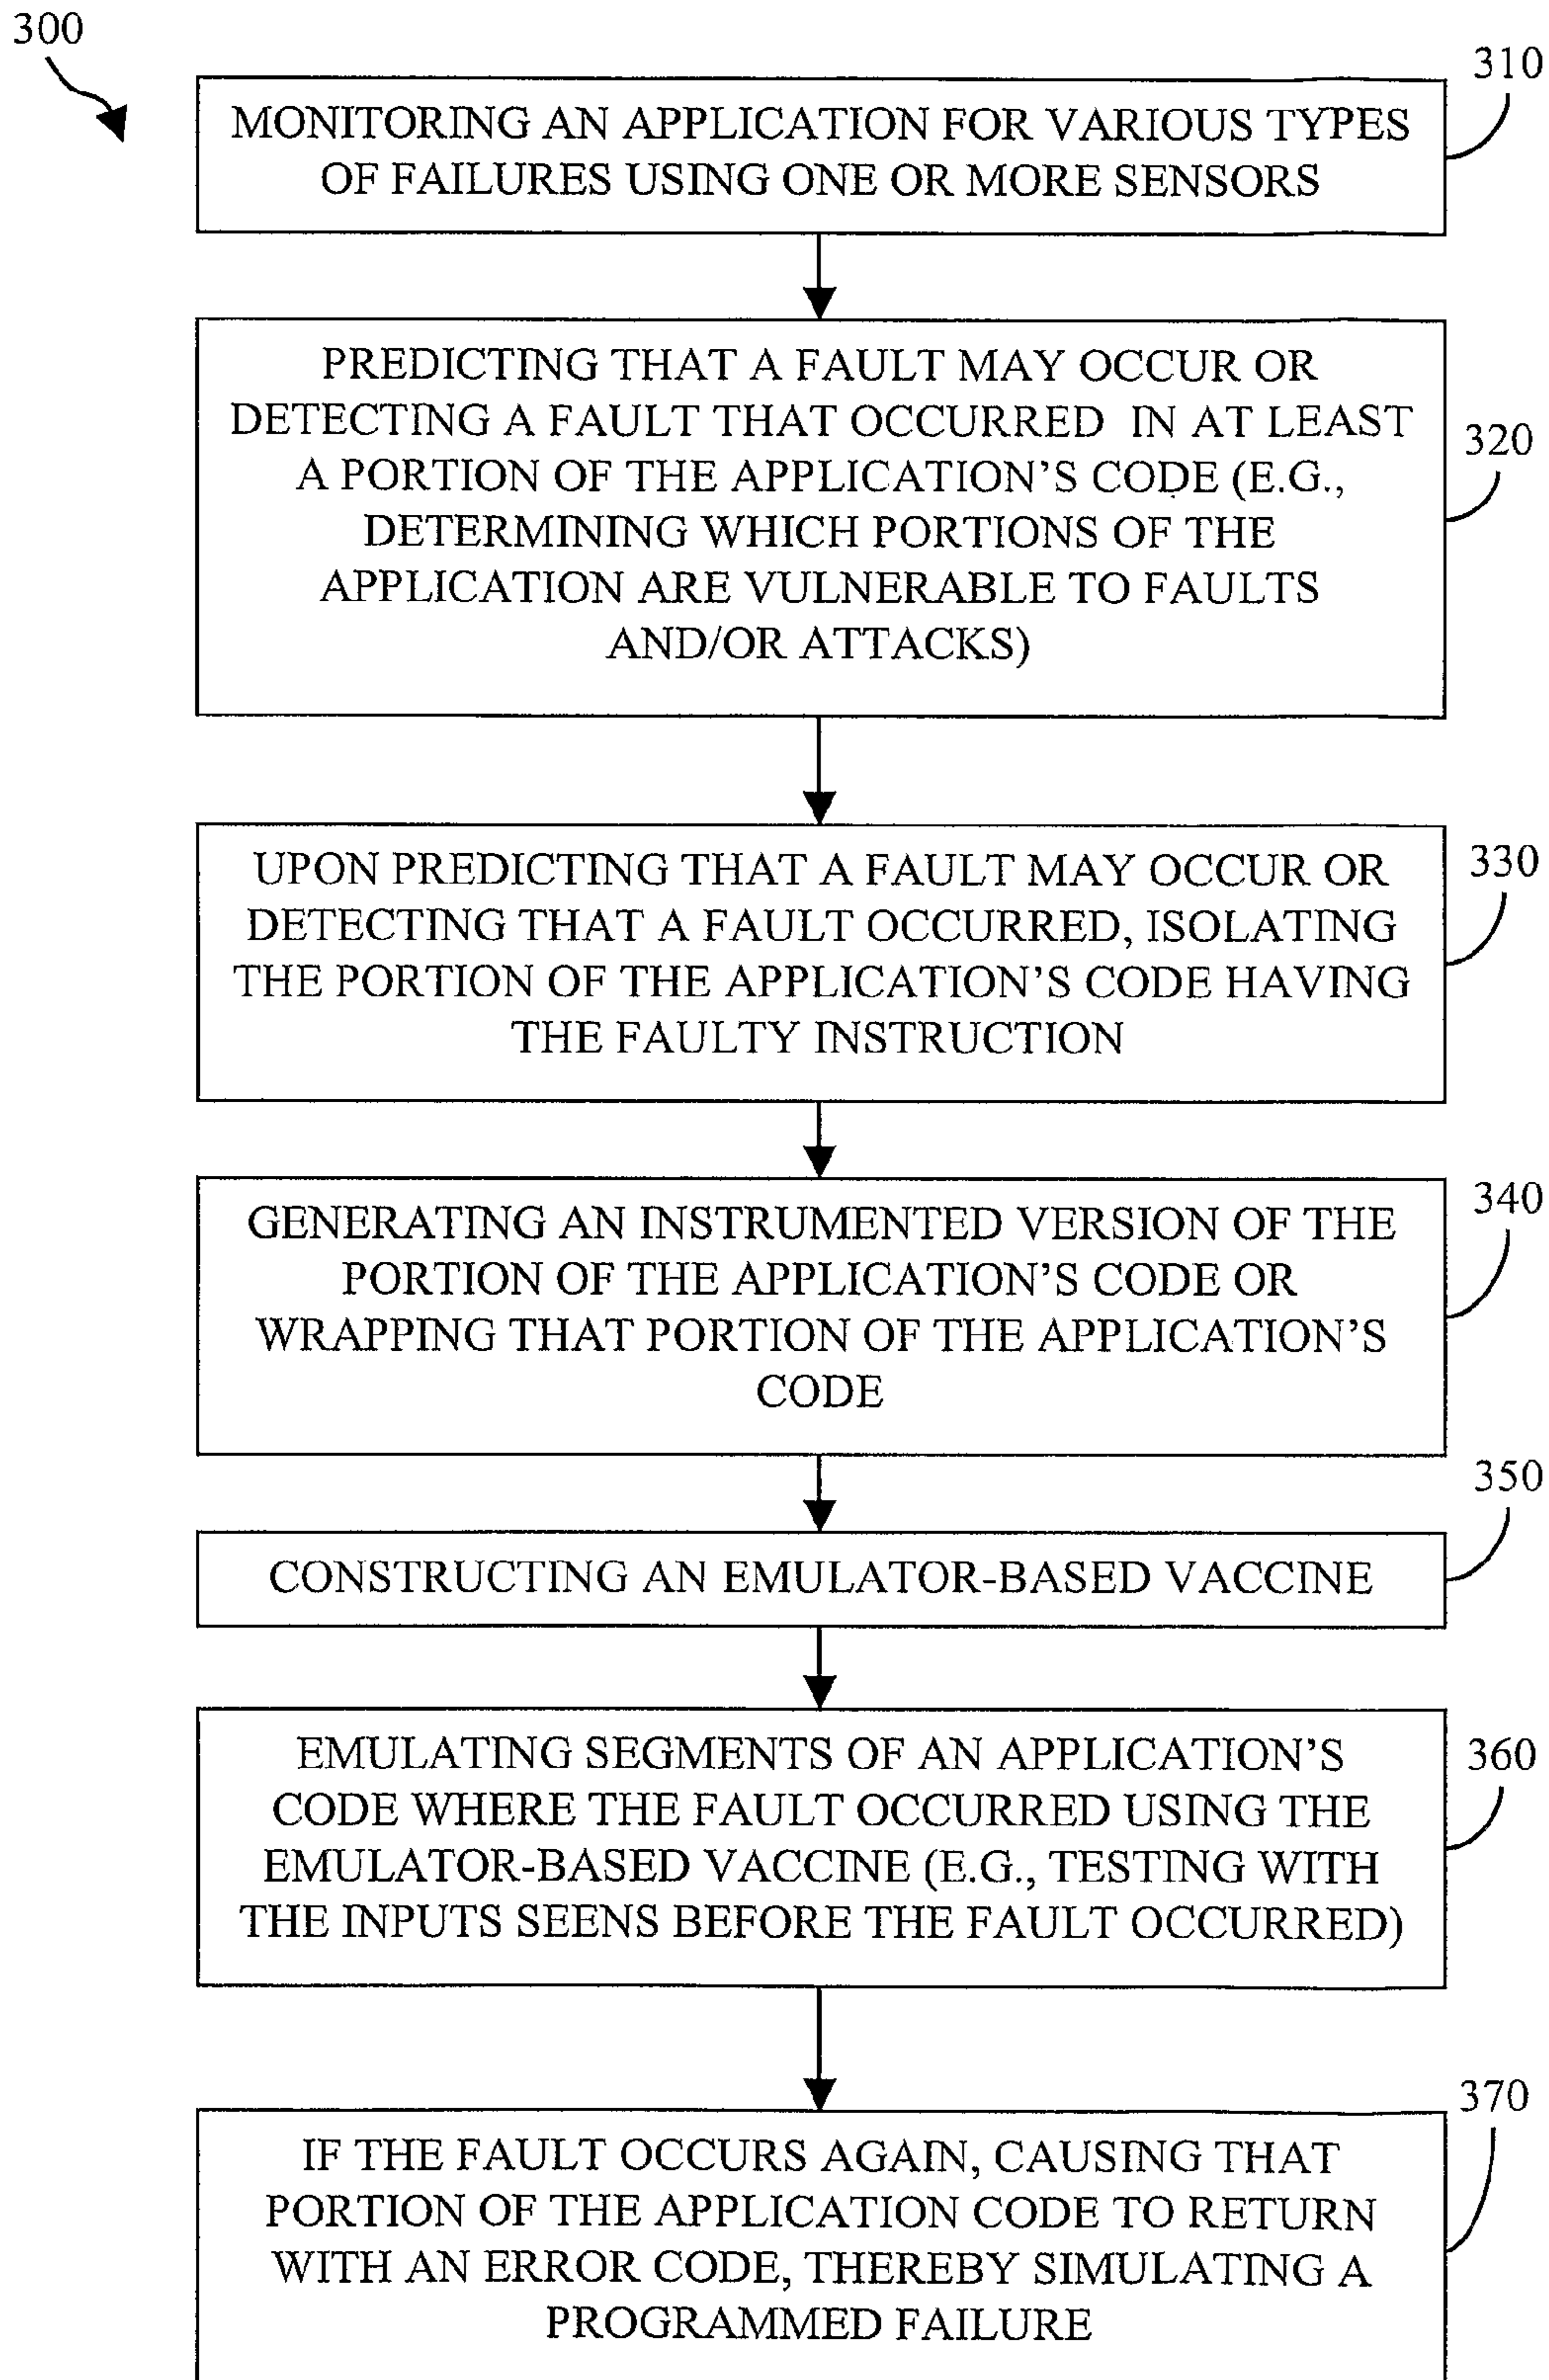 300
310
MONITORING AN APPLICATION FOR VARIOUS TYPES
OF FAILURES USING ONE OR MORE SENSORS
320
PREDICTING THAT A FAULT MAY OCCUR OR
DETECTING A FAULT THAT OCCURRED IN AT LEAST
A PORTION OF THE APPLICATION'S CODE (E.G.,
DETERMINING WHICH PORTIONS OF THE
APPLICATION ARE VULNERABLE TO FAULTS
AND/OR ATTACKS)
330
UPON PREDICTING THAT A FAULT MAY OCCUR OR
DETECTING THAT A FAULT OCCURRED, ISOLATING
THE PORTION OF THE APPLICATION'S CODE HAVING
THE FAULTY INSTRUCTION
340
GENERATING AN INSTRUMENTED VERSION OF THE
PORTION OF THE APPLICATION'S CODE OR
WRAPPING THAT PORTION OF THE APPLICATION'S
CODE
350
CONSTRUCTING AN EMULATOR-BASED VACCINE
360
EMULATING SEGMENTS OF AN APPLICATION'S
CODE WHERE THE FAULT OCCURRED USING THE
EMULATOR-BASED VACCINE (E.G., TESTING WITH
THE INPUTS SEENS BEFORE THE FAULT OCCURRED)
370
IF THE FAULT OCCURS AGAIN, CAUSING THAT
PORTION OF THE APPLICATION CODE TO RETURN
WITH AN ERROR CODE, THEREBY SIMULATING A
PROGRAMMED FAILURE